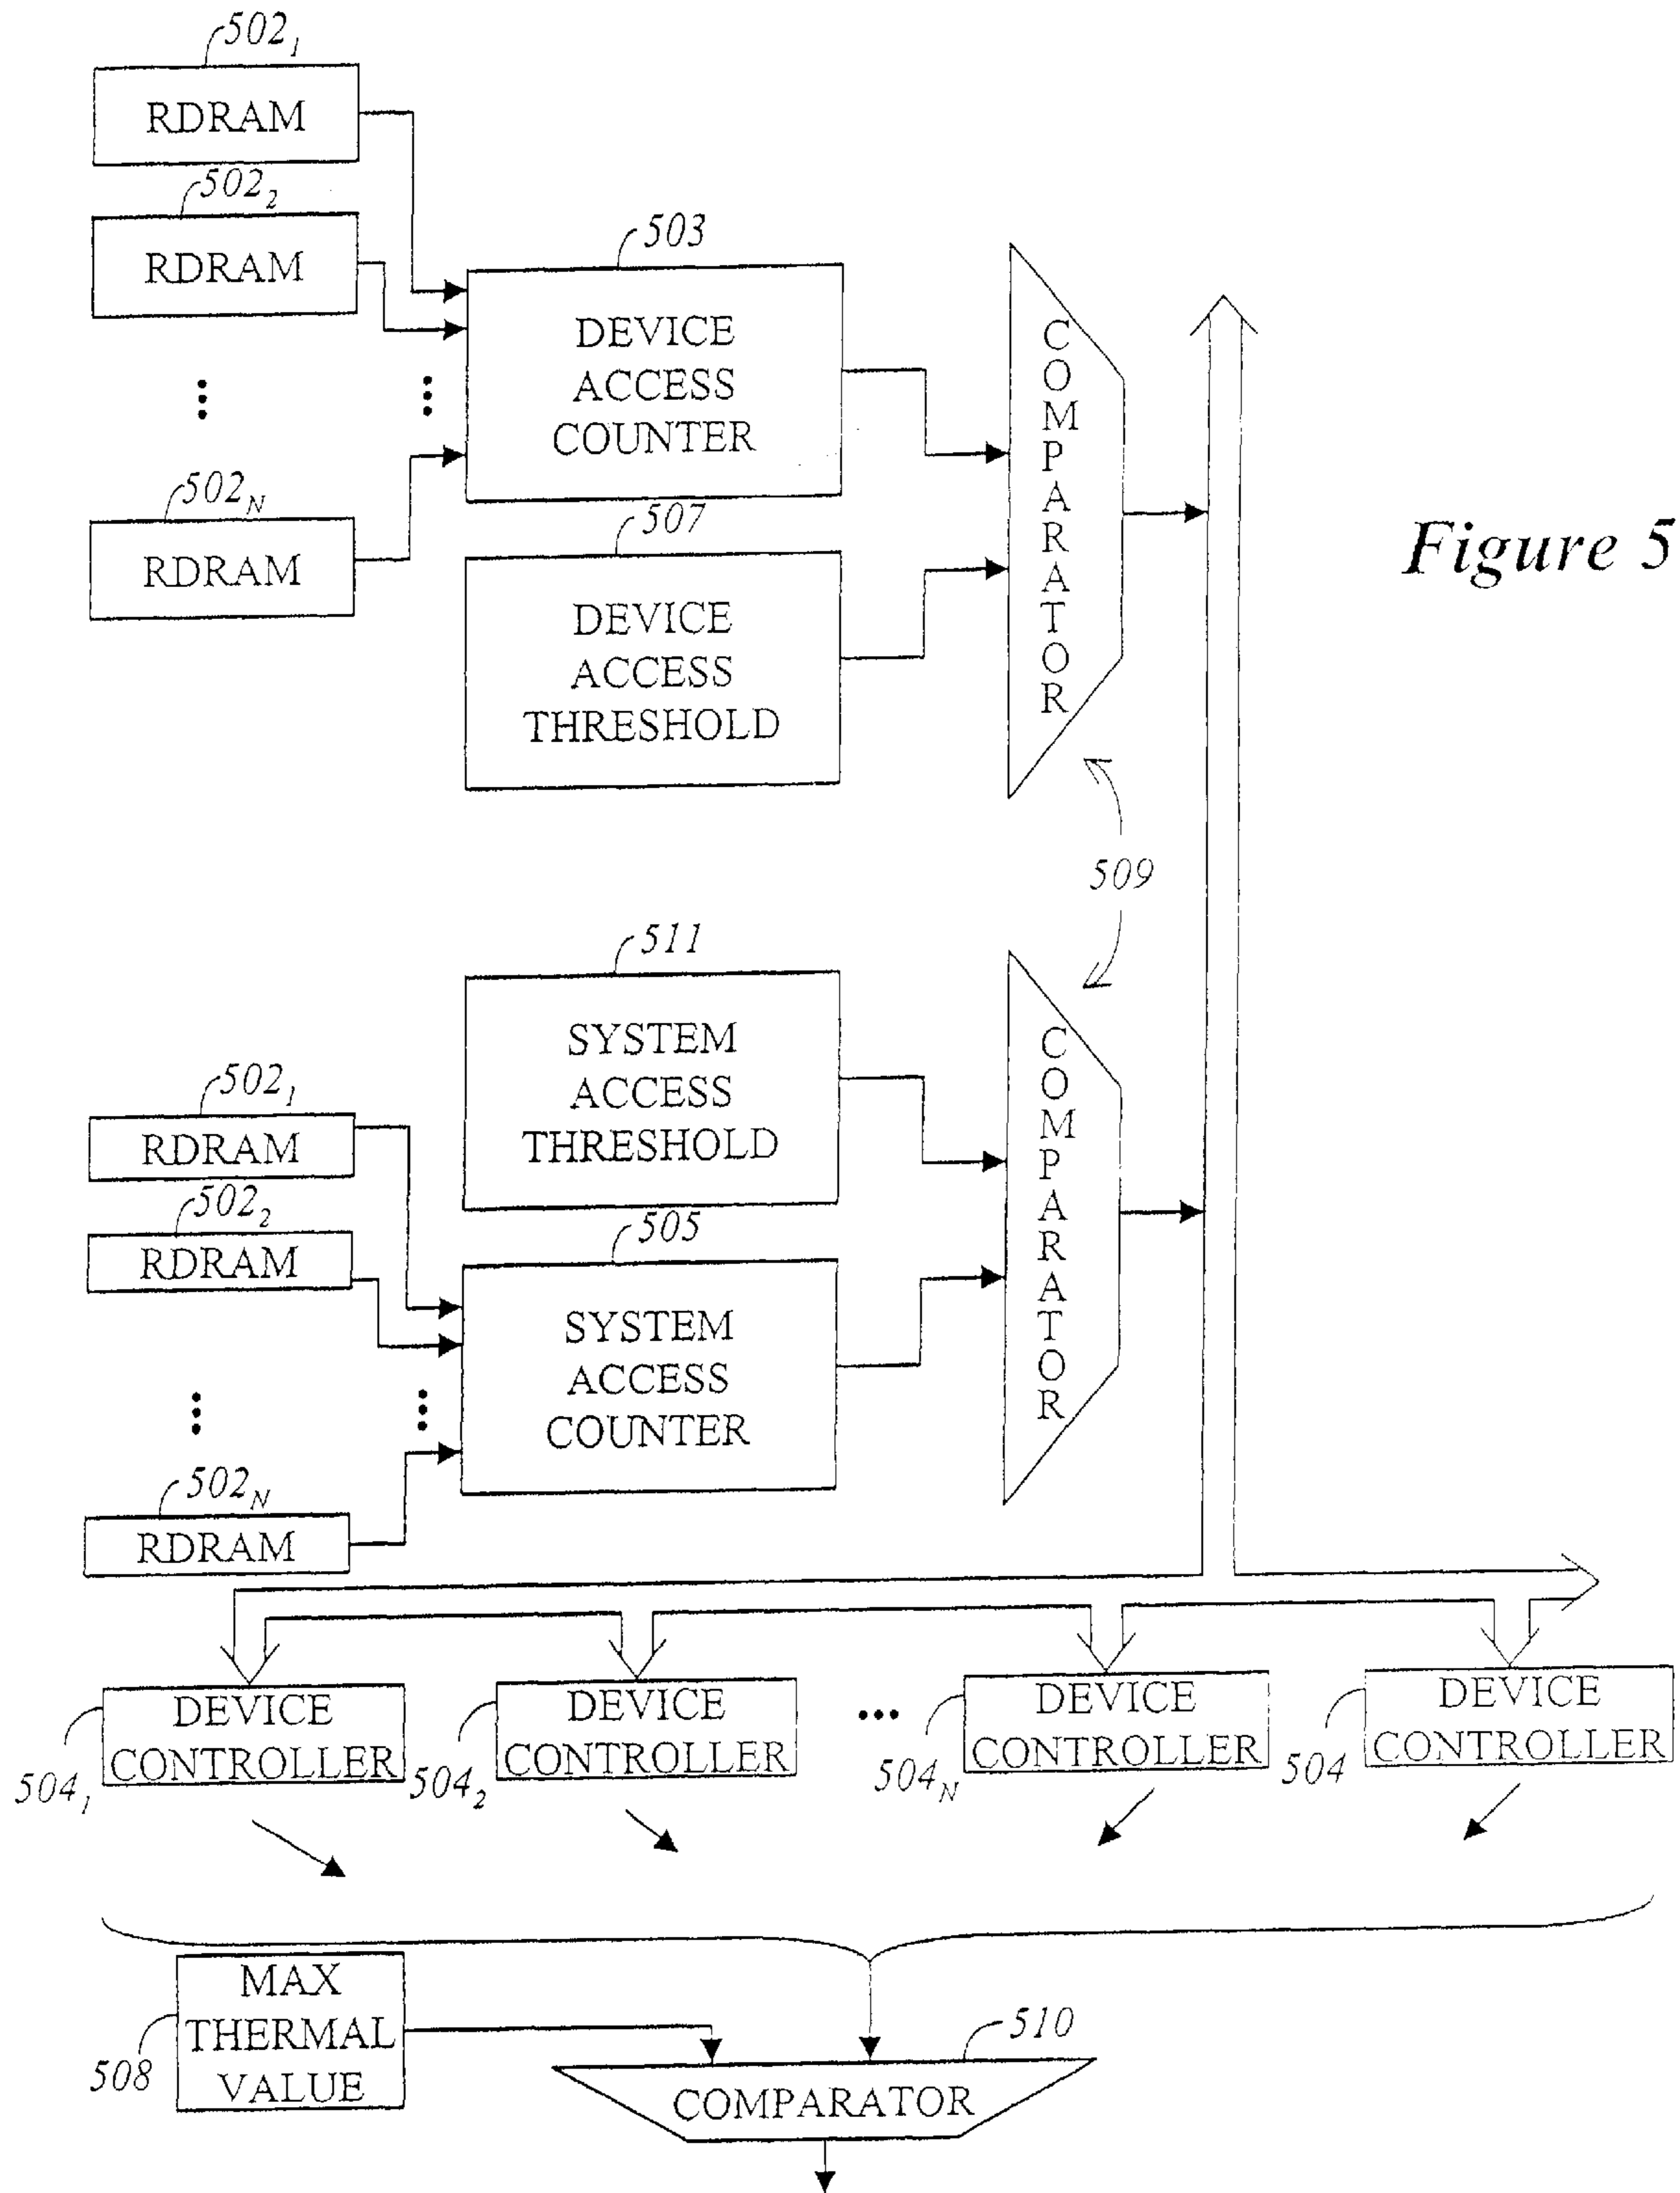 502₁
RDRAM
502₂
RDRAM
502N
RDRAM
503
DEVICE
ACCESS
COUNTER
507
DEVICE
ACCESS
THRESHOLD
COMPARATOR
Figure 5
509
511
SYSTEM
ACCESS
THRESHOLD
502₁
RDRAM
502₂
RDRAM
502N
RDRAM
505
SYSTEM
ACCESS
COUNTER
COMPARATOR
DEVICE
CONTROLLER
504₁
DEVICE
CONTROLLER
504₂
DEVICE
CONTROLLER
504N
DEVICE
CONTROLLER
504
MAX
THERMAL
VALUE
508
510
COMPARATOR